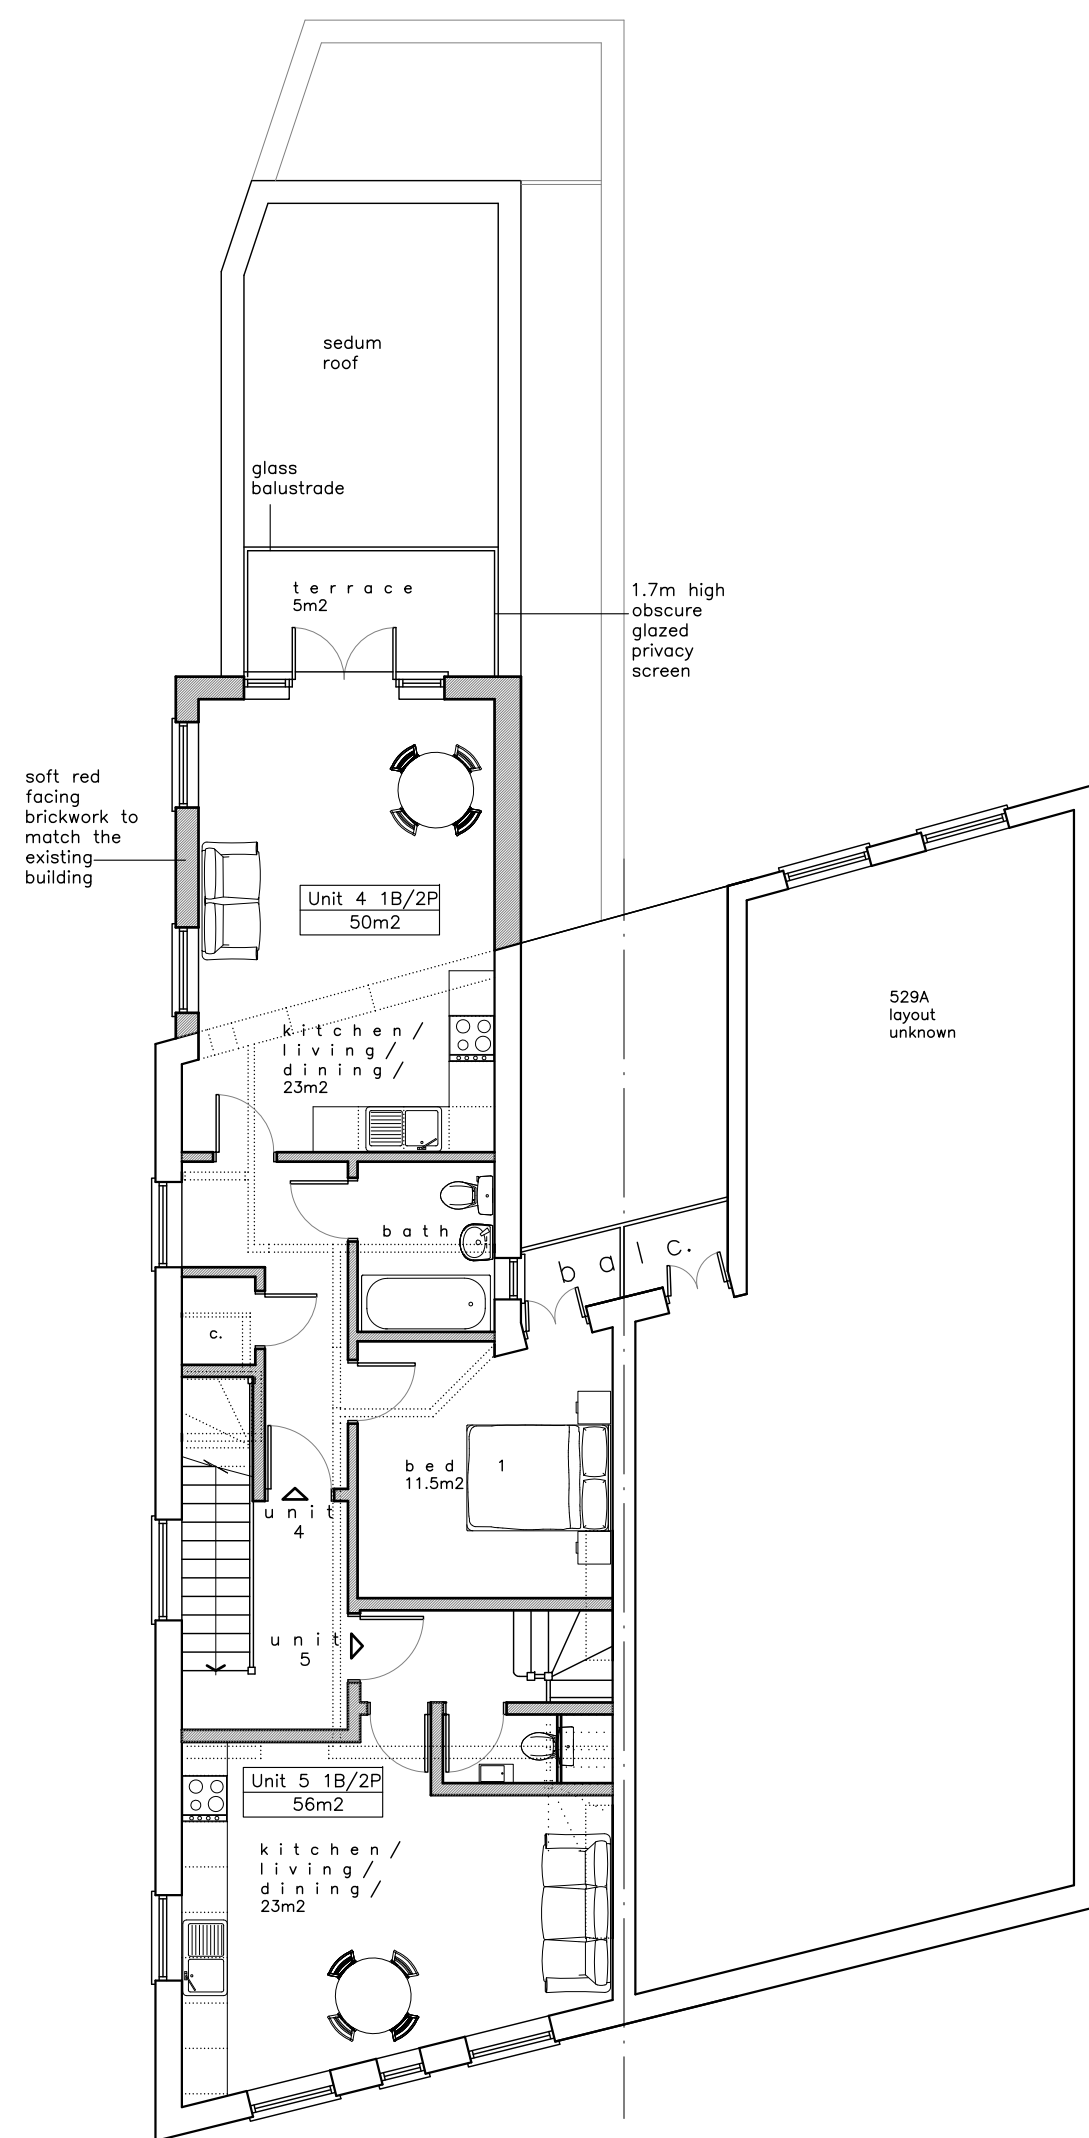 sedum
roof
glass
balustrade
terrace
5m2
1.7m high
obscure
glazed
privacy
screen
soft red
facing
brickwork to
match the
existing
building
Unit 4 1B/2P
50m2
529A
layout
unknown
kitchen/
living/
dining/
23m2
bath
balc.
c.
bed 1
11.5m2
unit
4
unit
5
Unit 5 1B/2P
56m2
kitchen/
living/
dining/
23m2